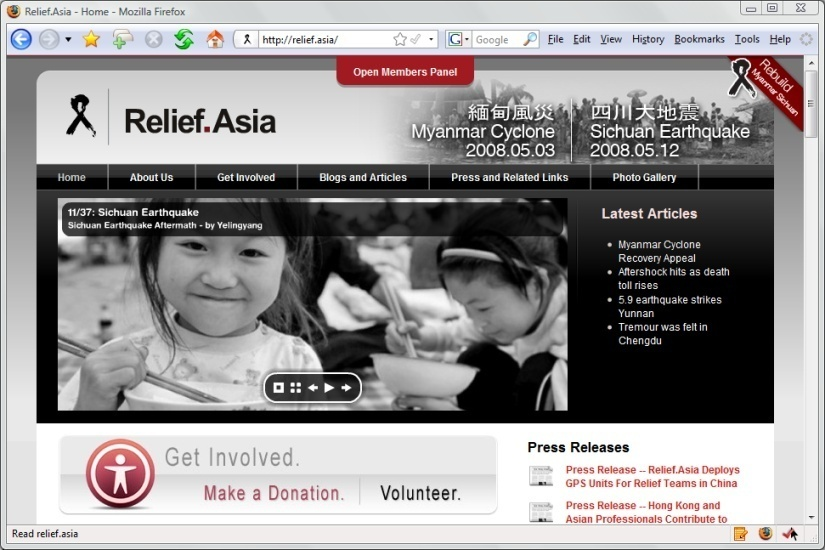 Relief.Asia - Home - Mozilla Firefox
http://relief.asia/
G
Google
File Edit View History Bookmarks Tools Help
Open Members Panel
Rebuild
Myanmar Sichuan
Relief.Asia
緬甸風災
Myanmar Cyclone
2008.05.03
四川大地震
Sichuan Earthquake
2008.05.12
Home About Us Get Involved Blogs and Articles Press and Related Links Photo Gallery
11/37: Sichuan Earthquake
Sichuan Earthquake Aftermath - by Yelingyang
Latest Articles
Myanmar Cyclone
Recovery Appeal
Aftershock hits as death
toll rises
5.9 earthquake strikes
Yunnan
Tremour was felt in
Chengdu
Get Involved.
Make a Donation. Volunteer.
Press Releases
Press Release -- Relief.Asia Deploys
GPS Units For Relief Teams in China
Press Release -- Hong Kong and
Asian Professionals Contribute to
Read relief.asia